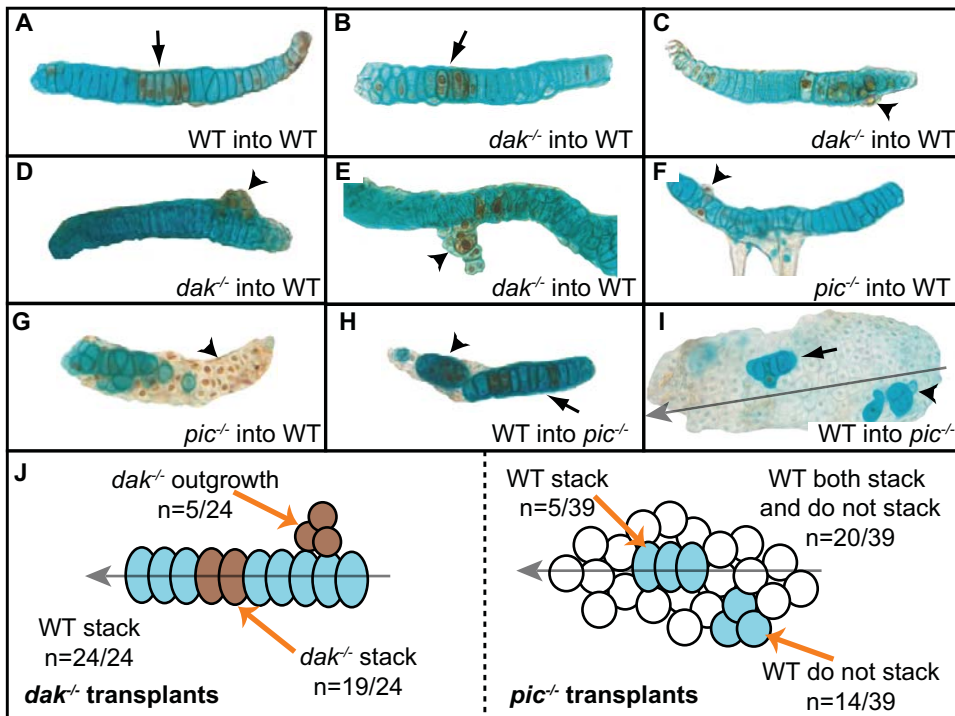 A
WT into WT
B
dak-/- into WT
C
dak-/- into WT
D
dak-/- into WT
E
dak-/- into WT
F
pic-/- into WT
G
pic-/- into WT
H
WT into pic-/-
I
WT into pic-/-
J
dak-/- outgrowth
n=5/24
WT stack
n=24/24
dak-/- stack
n=19/24
dak-/- transplants
WT stack
n=5/39
WT both stack
and do not stack
n=20/39
WT do not stack
n=14/39
pic-/- transplants